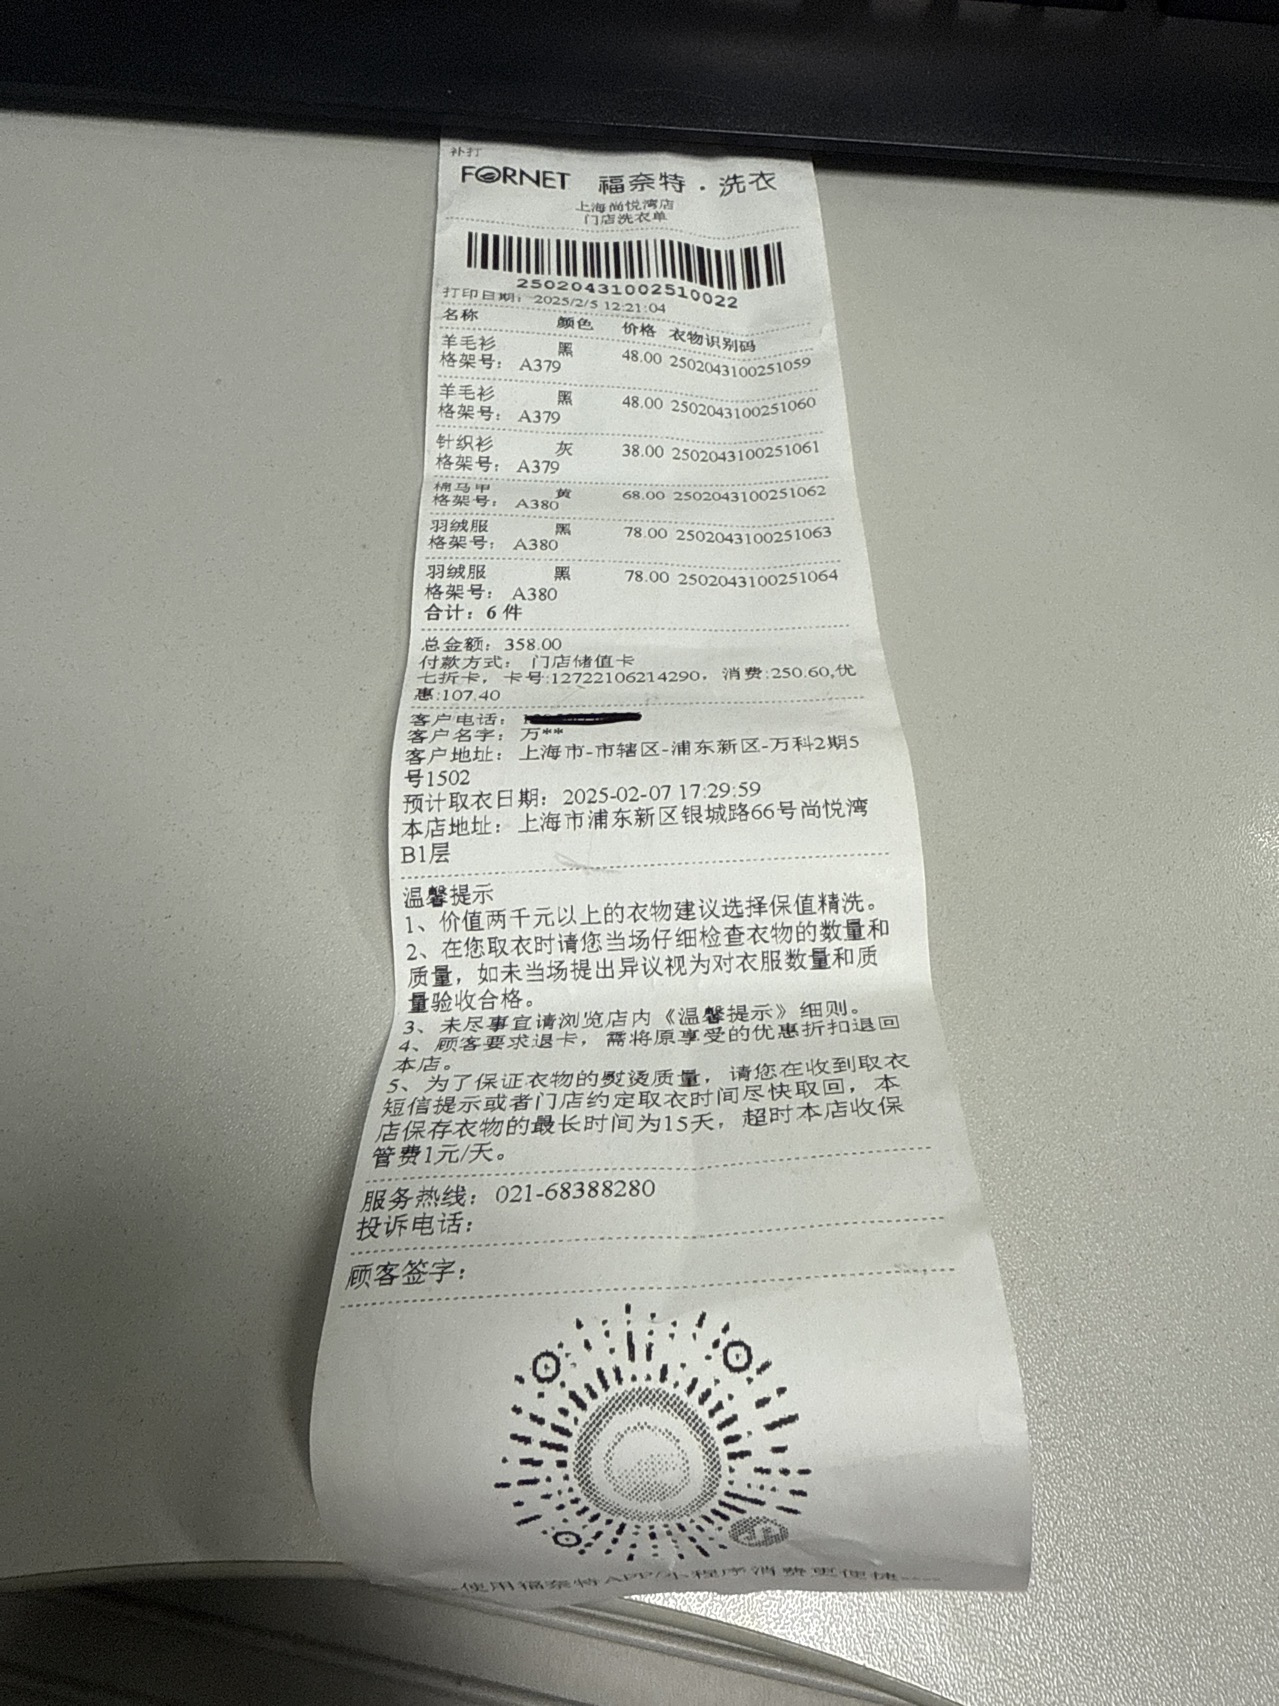 补打
FORNET 福奈特·洗衣
上海尚悦湾店
门店洗衣单
25020431002510022
打印日期: 2025/2/5 12:21:04
名称 颜色 价格 衣物识别码
羊毛衫 黑 48.00 2502043100251059
格架号: A379
羊毛衫 黑 48.00 2502043100251060
格架号: A379
针织衫 灰 38.00 2502043100251061
格架号: A379
棉马甲 黄 68.00 2502043100251062
格架号: A380
羽绒服 黑 78.00 2502043100251063
格架号: A380
羽绒服 黑 78.00 2502043100251064
格架号: A380
合计: 6 件
总金额: 358.00
付款方式: 门店储值卡
七折卡, 卡号:12722106214290, 消费:250.60,优
惠:107.40
客户电话:
客户名字: 万**
客户地址: 上海市-市辖区-浦东新区-万科2期5
号1502
预计取衣日期: 2025-02-07 17:29:59
本店地址: 上海市浦东新区银城路66号尚悦湾
B1层
温馨提示
1、价值两千元以上的衣物建议选择保值精洗。
2、在您取衣时请您当场仔细检查衣物的数量和
质量，如未当场提出异议视为对衣服数量和质
量验收合格。
3、未尽事宜请浏览店内《温馨提示》细则。
4、顾客要求退卡，需将原享受的优惠折扣退回
本店。
5、为了保证衣物的熨烫质量，请您在收到取衣
短信提示或者门店约定取衣时间尽快取回，本
店保存衣物的最长时间为15天，超时本店收保
管费1元/天。
服务热线: 021-68388280
投诉电话:
顾客签字:
使用福奈特APP/小程序消费更便捷----